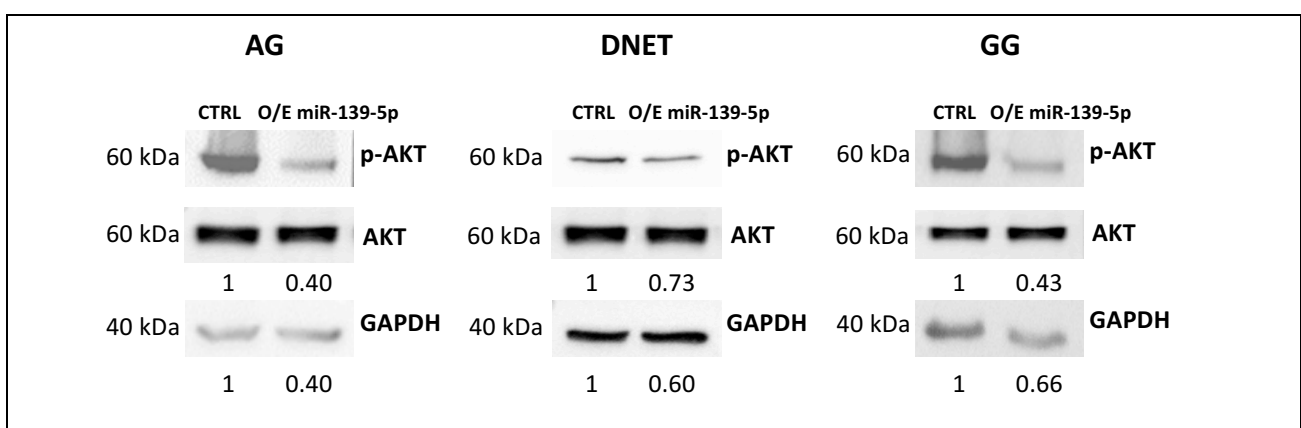 AG DNET GG
CTRL O/E miR-139-5p CTRL O/E miR-139-5p CTRL O/E miR-139-5p
60 kDa p-AKT 60 kDa p-AKT 60 kDa p-AKT
60 kDa AKT 60 kDa AKT 60 kDa AKT
1 0.40 1 0.73 1 0.43
40 kDa GAPDH 40 kDa GAPDH 40 kDa GAPDH
1 0.40 1 0.60 1 0.66